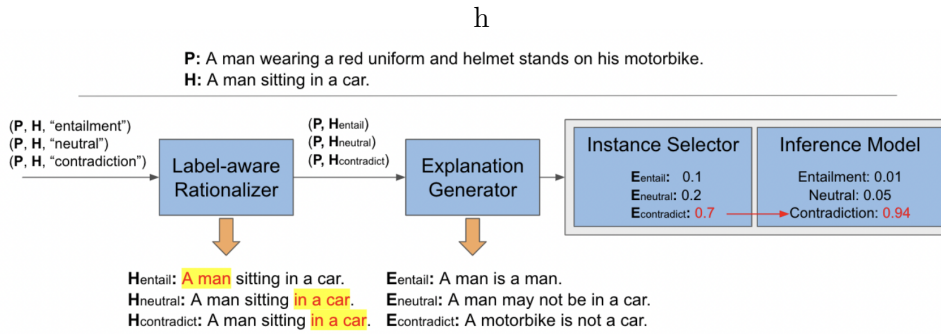 h
P: A man wearing a red uniform and helmet stands on his motorbike.
H: A man sitting in a car.
(P, H, “entailment”)
(P, H, “neutral”)
(P, H, “contradiction”)
Label-aware
Rationalizer
(P, Hentail)
(P, Hneutral)
(P, Hcontradict)
Explanation
Generator
Instance Selector
Eentail: 0.1
Eneutral: 0.2
Econtradict: 0.7
Inference Model
Entailment: 0.01
Neutral: 0.05
Contradiction: 0.94
Hentail: A man sitting in a car.
Hneutral: A man sitting in a car.
Hcontradict: A man sitting in a car.
Eentail: A man is a man.
Eneutral: A man may not be in a car.
Econtradict: A motorbike is not a car.